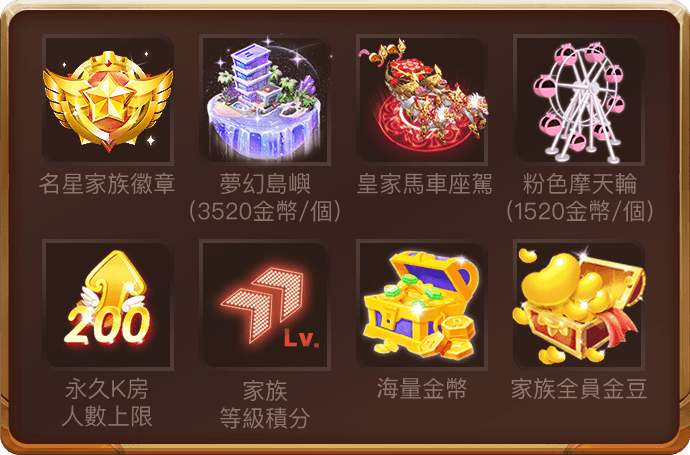 名星家族徽章
夢幻島嶼
(3520金幣/個)
皇家馬車座駕
粉色摩天輪
(1520金幣/個)
200
永久K房
人數上限
Lv.
家族
等級積分
海量金幣
家族全員金豆